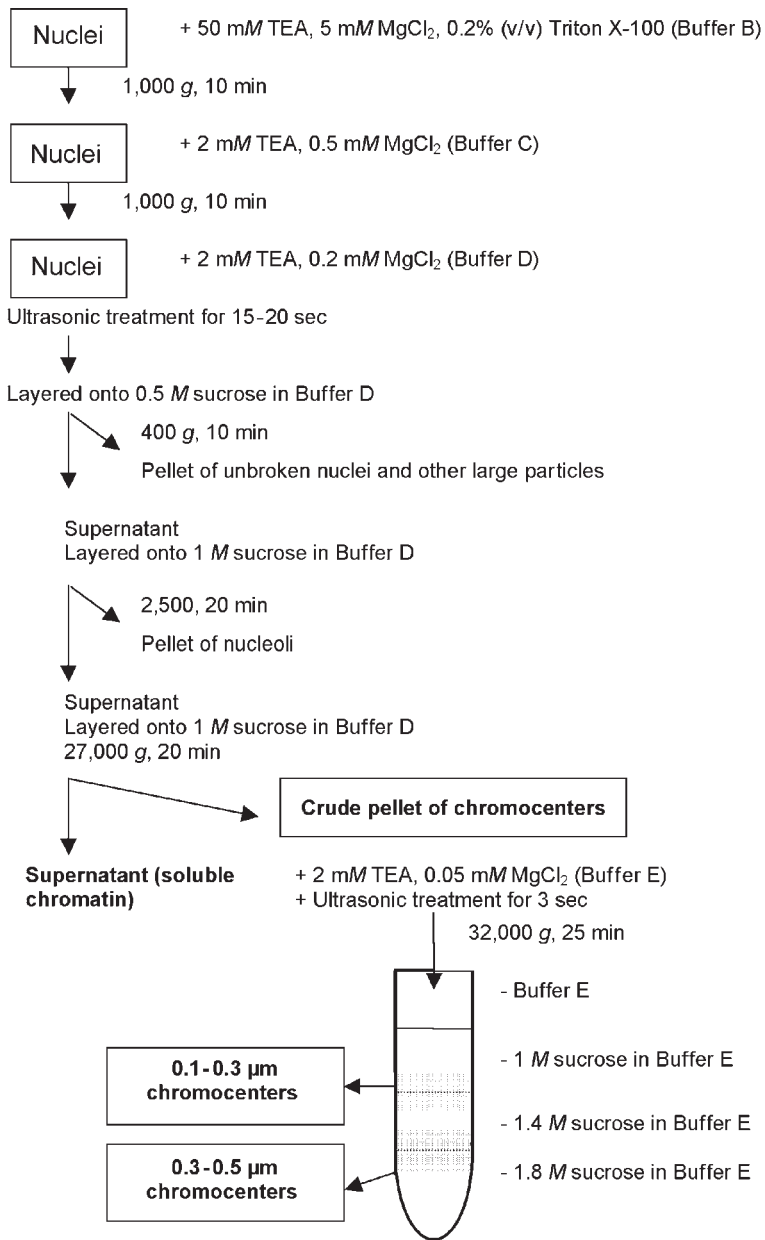 Nuclei
+ 50 mM TEA, 5 mM MgCl₂, 0.2% (v/v) Triton X-100 (Buffer B)
1,000 g, 10 min
Nuclei
+ 2 mM TEA, 0.5 mM MgCl₂ (Buffer C)
1,000 g, 10 min
Nuclei
+ 2 mM TEA, 0.2 mM MgCl₂ (Buffer D)
Ultrasonic treatment for 15-20 sec
Layered onto 0.5 M sucrose in Buffer D
400 g, 10 min
Pellet of unbroken nuclei and other large particles
Supernatant
Layered onto 1 M sucrose in Buffer D
2,500, 20 min
Pellet of nucleoli
Supernatant
Layered onto 1 M sucrose in Buffer D
27,000 g, 20 min
Crude pellet of chromocenters
Supernatant (soluble
chromatin)
+ 2 mM TEA, 0.05 mM MgCl₂ (Buffer E)
+ Ultrasonic treatment for 3 sec
32,000 g, 25 min
- Buffer E
- 1 M sucrose in Buffer E
0.1-0.3 µm
chromocenters
- 1.4 M sucrose in Buffer E
0.3-0.5 µm
chromocenters
- 1.8 M sucrose in Buffer E